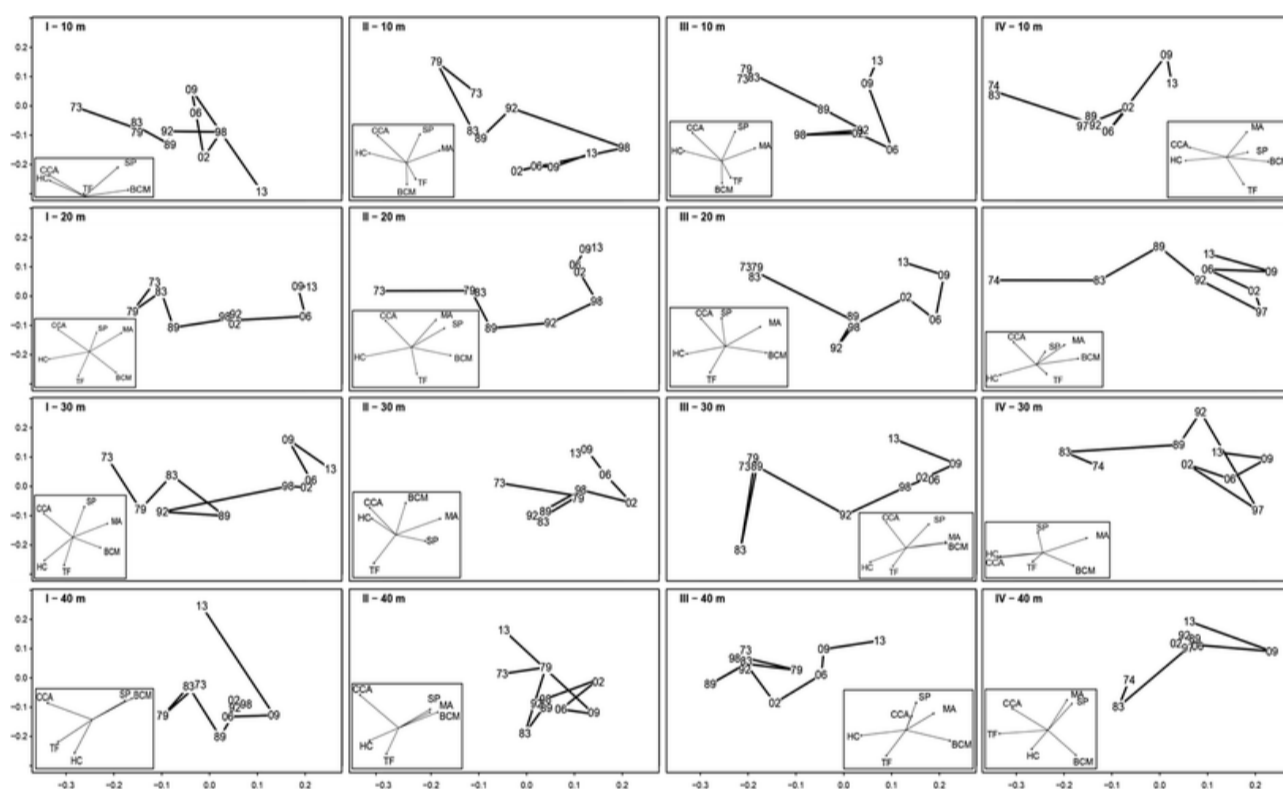 I – 10 m
II – 10 m
III – 10 m
IV – 10 m
0.2
0.1
0.0
−0.1
−0.2
73
83
79
89
92
09
06
98
02
13
CCA
HC
TF
SP
BCM
79
73
83
89
92
98
13
09
06
02
CCA
HC
SP
MA
TF
BCM
79
73
83
89
98
92
02
06
09
13
CCA
HC
SP
MA
TF
BCM
74
83
89
97
92
06
02
09
13
CCA
HC
MA
SP
BCM
TF
I – 20 m
II – 20 m
III – 20 m
0.2
0.1
0.0
−0.1
−0.2
73
83
79
89
98
92
02
06
09
13
CCA
SP
MA
HC
TF
BCM
73
79
83
89
92
98
02
06
09
13
CCA
MA
SP
HC
BCM
TF
73
79
83
89
98
92
02
06
09
13
CCA
SP
MA
HC
BCM
TF
74
83
89
92
13
06
09
02
97
CCA
SP
MA
BCM
HC
TF
I – 30 m
II – 30 m
III – 30 m
IV – 30 m
0.2
0.1
0.0
−0.1
−0.2
73
83
79
92
89
98
02
06
09
13
CCA
SP
MA
BCM
HC
TF
73
98
79
89
92
83
02
06
13
09
CCA
HC
BCM
MA
SP
TF
79
73
89
83
92
98
02
06
09
13
CCA
SP
MA
BCM
HC
TF
83
74
89
92
13
02
06
09
97
SP
MA
HC
CCA
TF
BCM
I – 40 m
II – 40 m
III – 40 m
IV – 40 m
0.2
0.1
0.0
−0.1
−0.2
13
83
73
79
02
92
98
06
09
89
CCA
SP
BCM
TF
HC
13
73
79
02
98
92
89
06
09
83
CCA
SP
MA
BCM
HC
TF
73
98
83
92
79
89
02
06
09
13
SP
CCA
MA
HC
BCM
TF
13
92
89
02
97
06
09
74
83
MA
SP
CCA
TF
HC
BCM
−0.3
−0.2
−0.1
0.0
0.1
0.2
−0.3
−0.2
−0.1
0.0
0.1
0.2
−0.3
−0.2
−0.1
0.0
0.1
0.2
−0.3
−0.2
−0.1
0.0
0.1
0.2